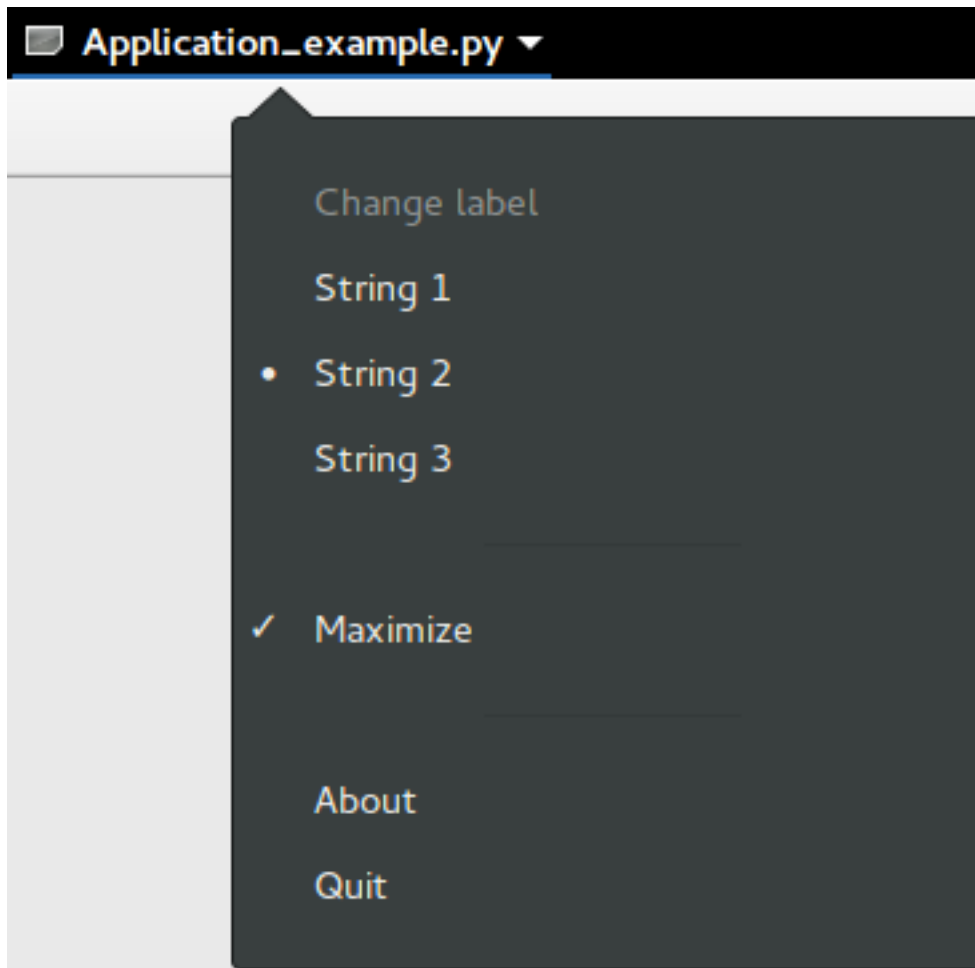 Application_example.py
Change label
String 1
String 2
String 3
Maximize
About
Quit